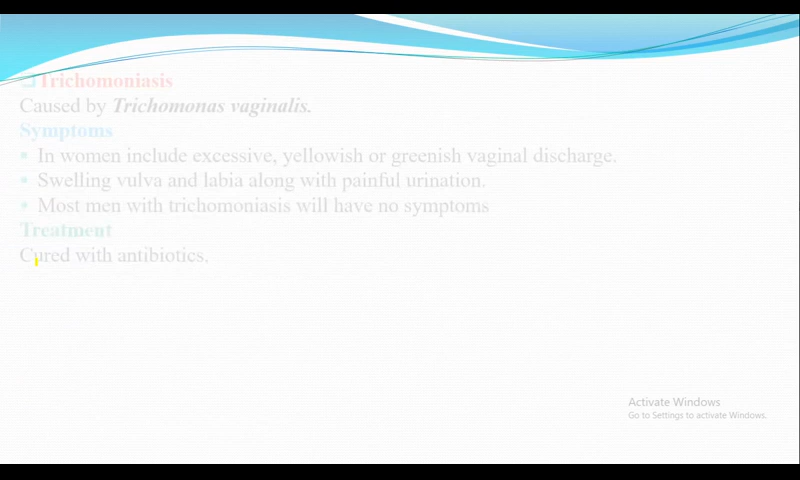 Trichomoniasis
Caused by Trichomonas vaginalis.
Symptoms
▪ In women include excessive, yellowish or greenish vaginal discharge.
▪ Swelling vulva and labia along with painful urination.
▪ Most men with trichomoniasis will have no symptoms
Treatment
Cured with antibiotics.
Activate Windows
Go to Settings to activate Windows.